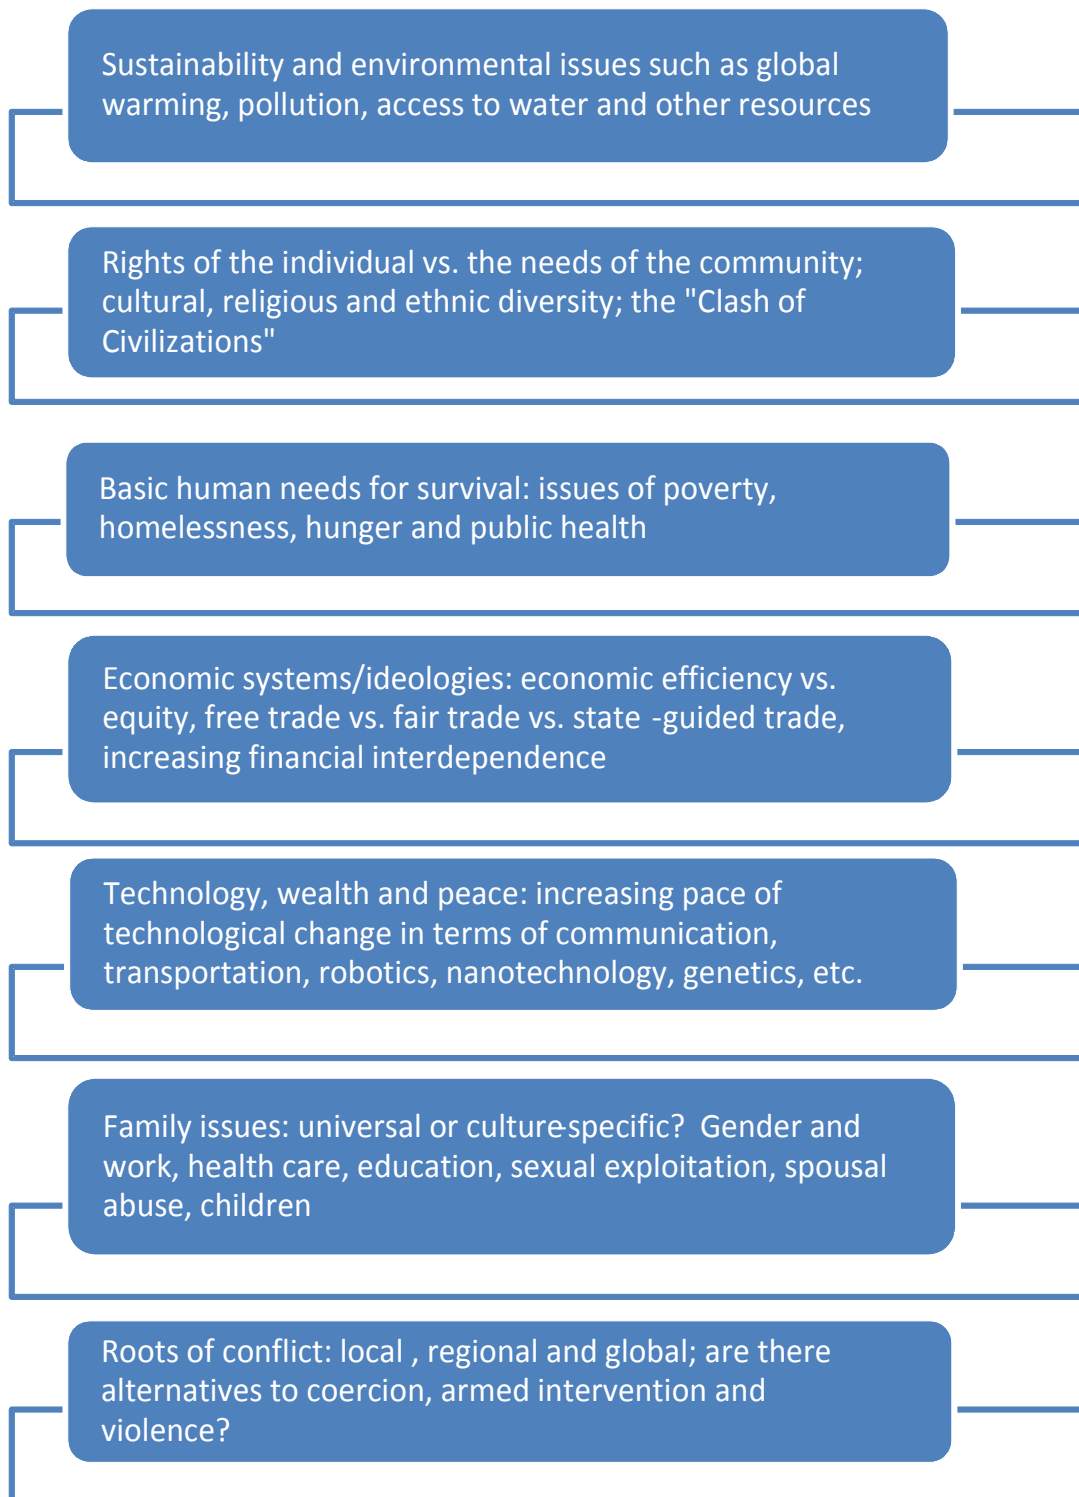 Sustainability and environmental issues such as global
warming, pollution, access to water and other resources
Rights of the individual vs. the needs of the community;
cultural, religious and ethnic diversity; the "Clash of
Civilizations"
Basic human needs for survival: issues of poverty,
homelessness, hunger and public health
Economic systems/ideologies: economic efficiency vs.
equity, free trade vs. fair trade vs. state -guided trade,
increasing financial interdependence
Technology, wealth and peace: increasing pace of
technological change in terms of communication,
transportation, robotics, nanotechnology, genetics, etc.
Family issues: universal or culture-specific?  Gender and
work, health care, education, sexual exploitation, spousal
abuse, children
Roots of conflict: local , regional and global; are there
alternatives to coercion, armed intervention and
violence?